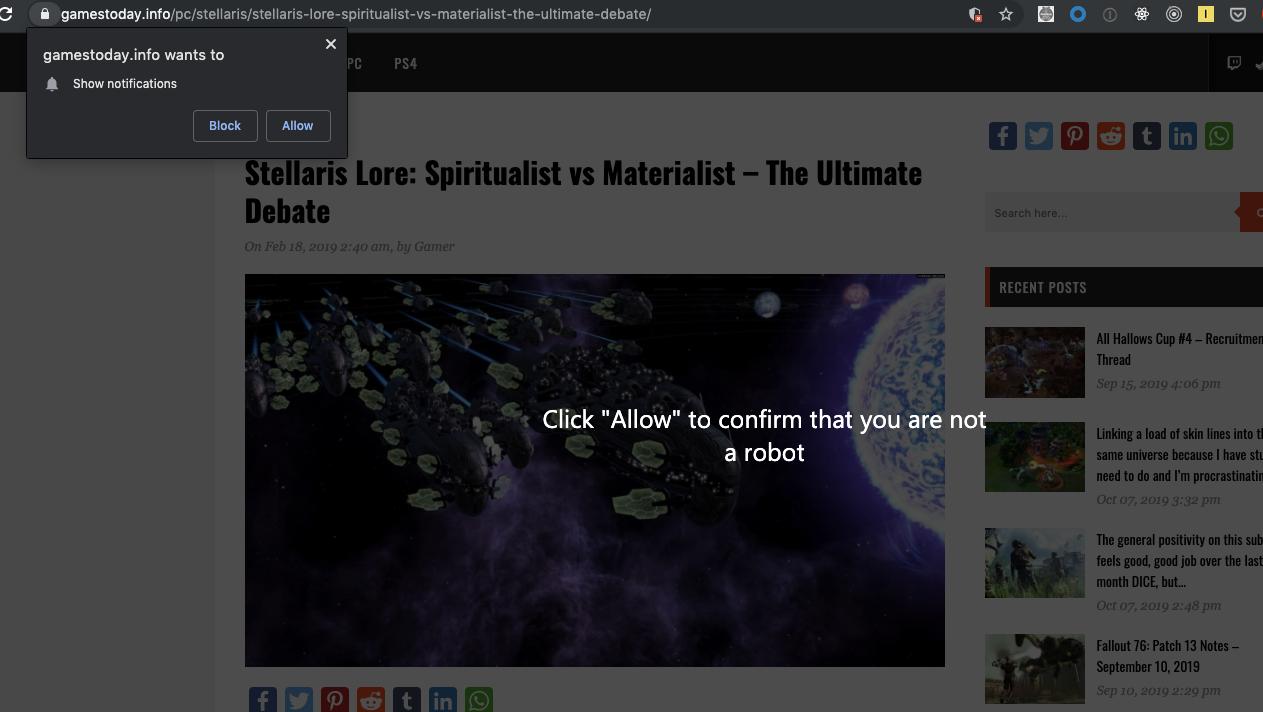 gamestoday.info/pc/stellaris/stellaris-lore-spiritualist-vs-materialist-the-ultimate-debate/
gamestoday.info wants to
Show notifications
Block
Allow
PC
PS4
Stellaris Lore: Spiritualist vs Materialist – The Ultimate
Debate
On Feb 18, 2019 2:40 am, by Gamer
Click "Allow" to confirm that you are not
a robot
Search here...
RECENT POSTS
All Hallows Cup #4 – Recruitmen
Thread
Sep 15, 2019 4:06 pm
Linking a load of skin lines into th
same universe because I have stu
need to do and I'm procrastinatin
Oct 07, 2019 3:32 pm
The general positivity on this sub
feels good, good job over the last
month DICE, but...
Oct 07, 2019 2:48 pm
Fallout 76: Patch 13 Notes –
September 10, 2019
Sep 10, 2019 2:29 pm